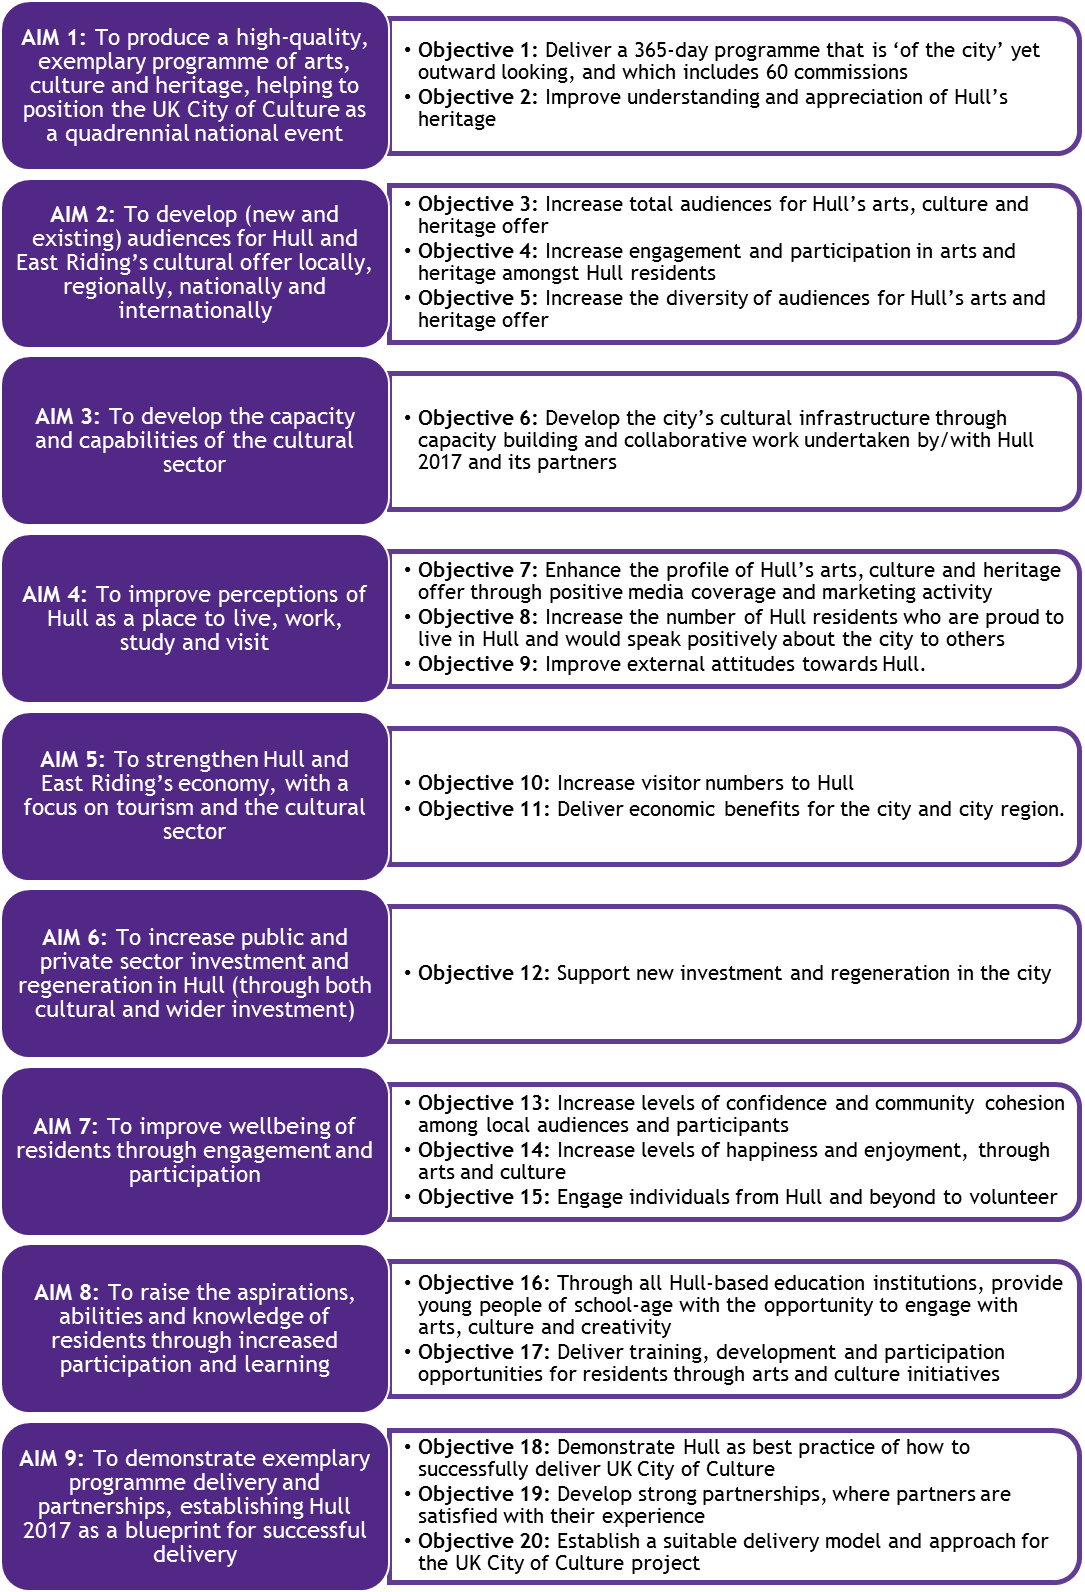 AIM 1: To produce a high-quality,
exemplary programme of arts,
culture and heritage, helping to
position the UK City of Culture as
a quadrennial national event
• Objective 1: Deliver a 365-day programme that is ‘of the city’ yet
outward looking, and which includes 60 commissions
• Objective 2: Improve understanding and appreciation of Hull’s
heritage
AIM 2: To develop (new and
existing) audiences for Hull and
East Riding’s cultural offer locally,
regionally, nationally and
internationally
• Objective 3: Increase total audiences for Hull’s arts, culture and
heritage offer
• Objective 4: Increase engagement and participation in arts and
heritage amongst Hull residents
• Objective 5: Increase the diversity of audiences for Hull’s arts and
heritage offer
AIM 3: To develop the capacity
and capabilities of the cultural
sector
• Objective 6: Develop the city’s cultural infrastructure through
capacity building and collaborative work undertaken by/with Hull
2017 and its partners
AIM 4: To improve perceptions of
Hull as a place to live, work,
study and visit
• Objective 7: Enhance the profile of Hull’s arts, culture and heritage
offer through positive media coverage and marketing activity
• Objective 8: Increase the number of Hull residents who are proud to
live in Hull and would speak positively about the city to others
• Objective 9: Improve external attitudes towards Hull.
AIM 5: To strengthen Hull and
East Riding’s economy, with a
focus on tourism and the cultural
sector
• Objective 10: Increase visitor numbers to Hull
• Objective 11: Deliver economic benefits for the city and city region.
AIM 6: To increase public and
private sector investment and
regeneration in Hull (through both
cultural and wider investment)
• Objective 12: Support new investment and regeneration in the city
AIM 7: To improve wellbeing of
residents through engagement and
participation
• Objective 13: Increase levels of confidence and community cohesion
among local audiences and participants
• Objective 14: Increase levels of happiness and enjoyment, through
arts and culture
• Objective 15: Engage individuals from Hull and beyond to volunteer
AIM 8: To raise the aspirations,
abilities and knowledge of
residents through increased
participation and learning
• Objective 16: Through all Hull-based education institutions, provide
young people of school-age with the opportunity to engage with
arts, culture and creativity
• Objective 17: Deliver training, development and participation
opportunities for residents through arts and culture initiatives
AIM 9: To demonstrate exemplary
programme delivery and
partnerships, establishing Hull
2017 as a blueprint for successful
delivery
• Objective 18: Demonstrate Hull as best practice of how to
successfully deliver UK City of Culture
• Objective 19: Develop strong partnerships, where partners are
satisfied with their experience
• Objective 20: Establish a suitable delivery model and approach for
the UK City of Culture project